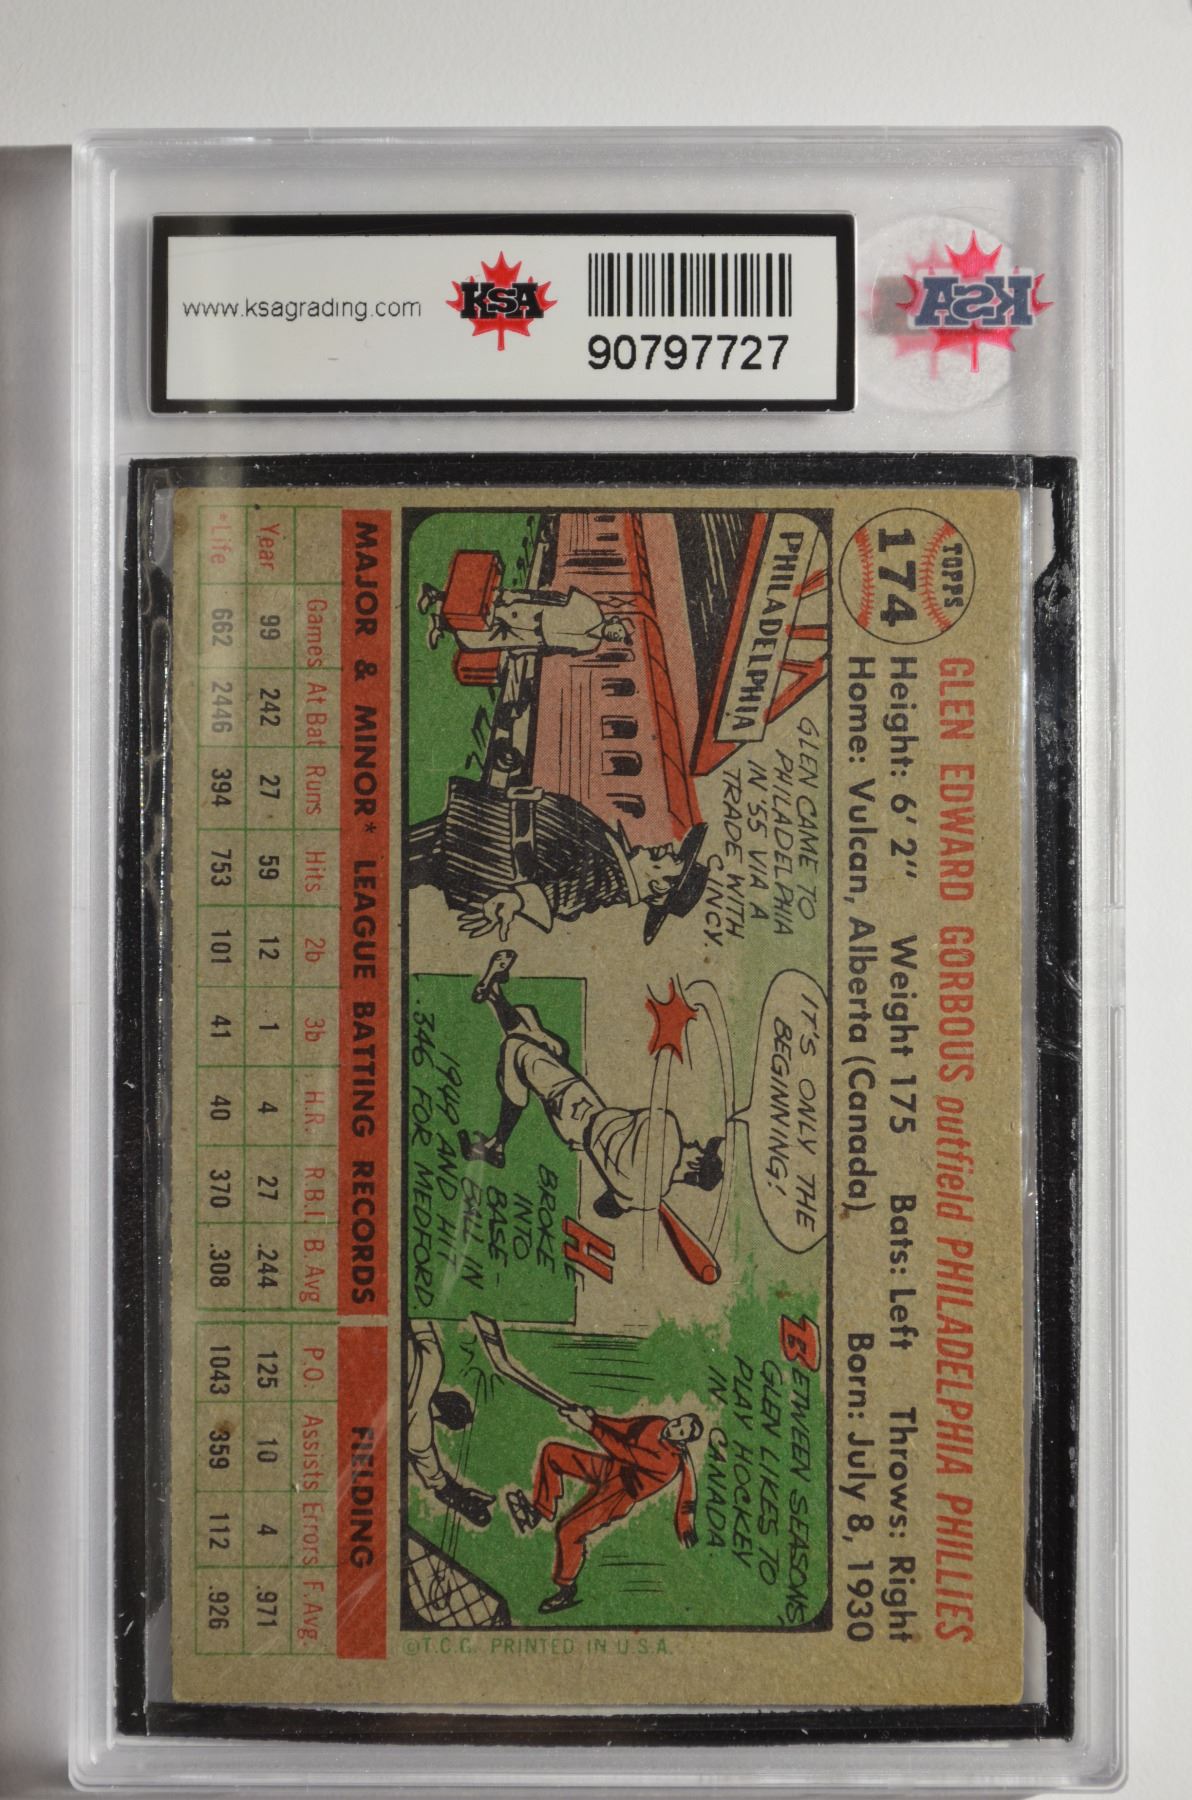 www.ksagrading.com
KSA
90797727
KSA
TOPPS
174
GLEN EDWARD GORBOUS outfield PHILADELPHIA PHILLIES
Height: 6' 2" Weight 175 Bats: Left Throws: Right
Home: Vulcan, Alberta (Canada) Born: July 8, 1930
PHILADELPHIA
GLEN CAME TO
PHILADELPHIA
IN '55 VIA A
TRADE WITH
CINCY.
IT'S ONLY THE
BEGINNING!
HE
BROKE
INTO
BASE-
BALL IN
1949 AND HIT
.346 FOR MEDFORD.
BETWEEN SEASONS,
GLEN LIKES TO
PLAY HOCKEY
IN CANADA.
©T.C.G. PRINTED IN U.S.A.
MAJOR & MINOR* LEAGUE BATTING RECORDS FIELDING
Games At Bat Runs Hits 2b 3b H.R. R.B.I. B.Avg P.O. Assists Errors F.Avg.
Year 99 242 27 59 12 1 4 27 .244 125 10 4 .971
*Life 662 2446 394 753 101 41 40 370 .308 1043 359 112 .926